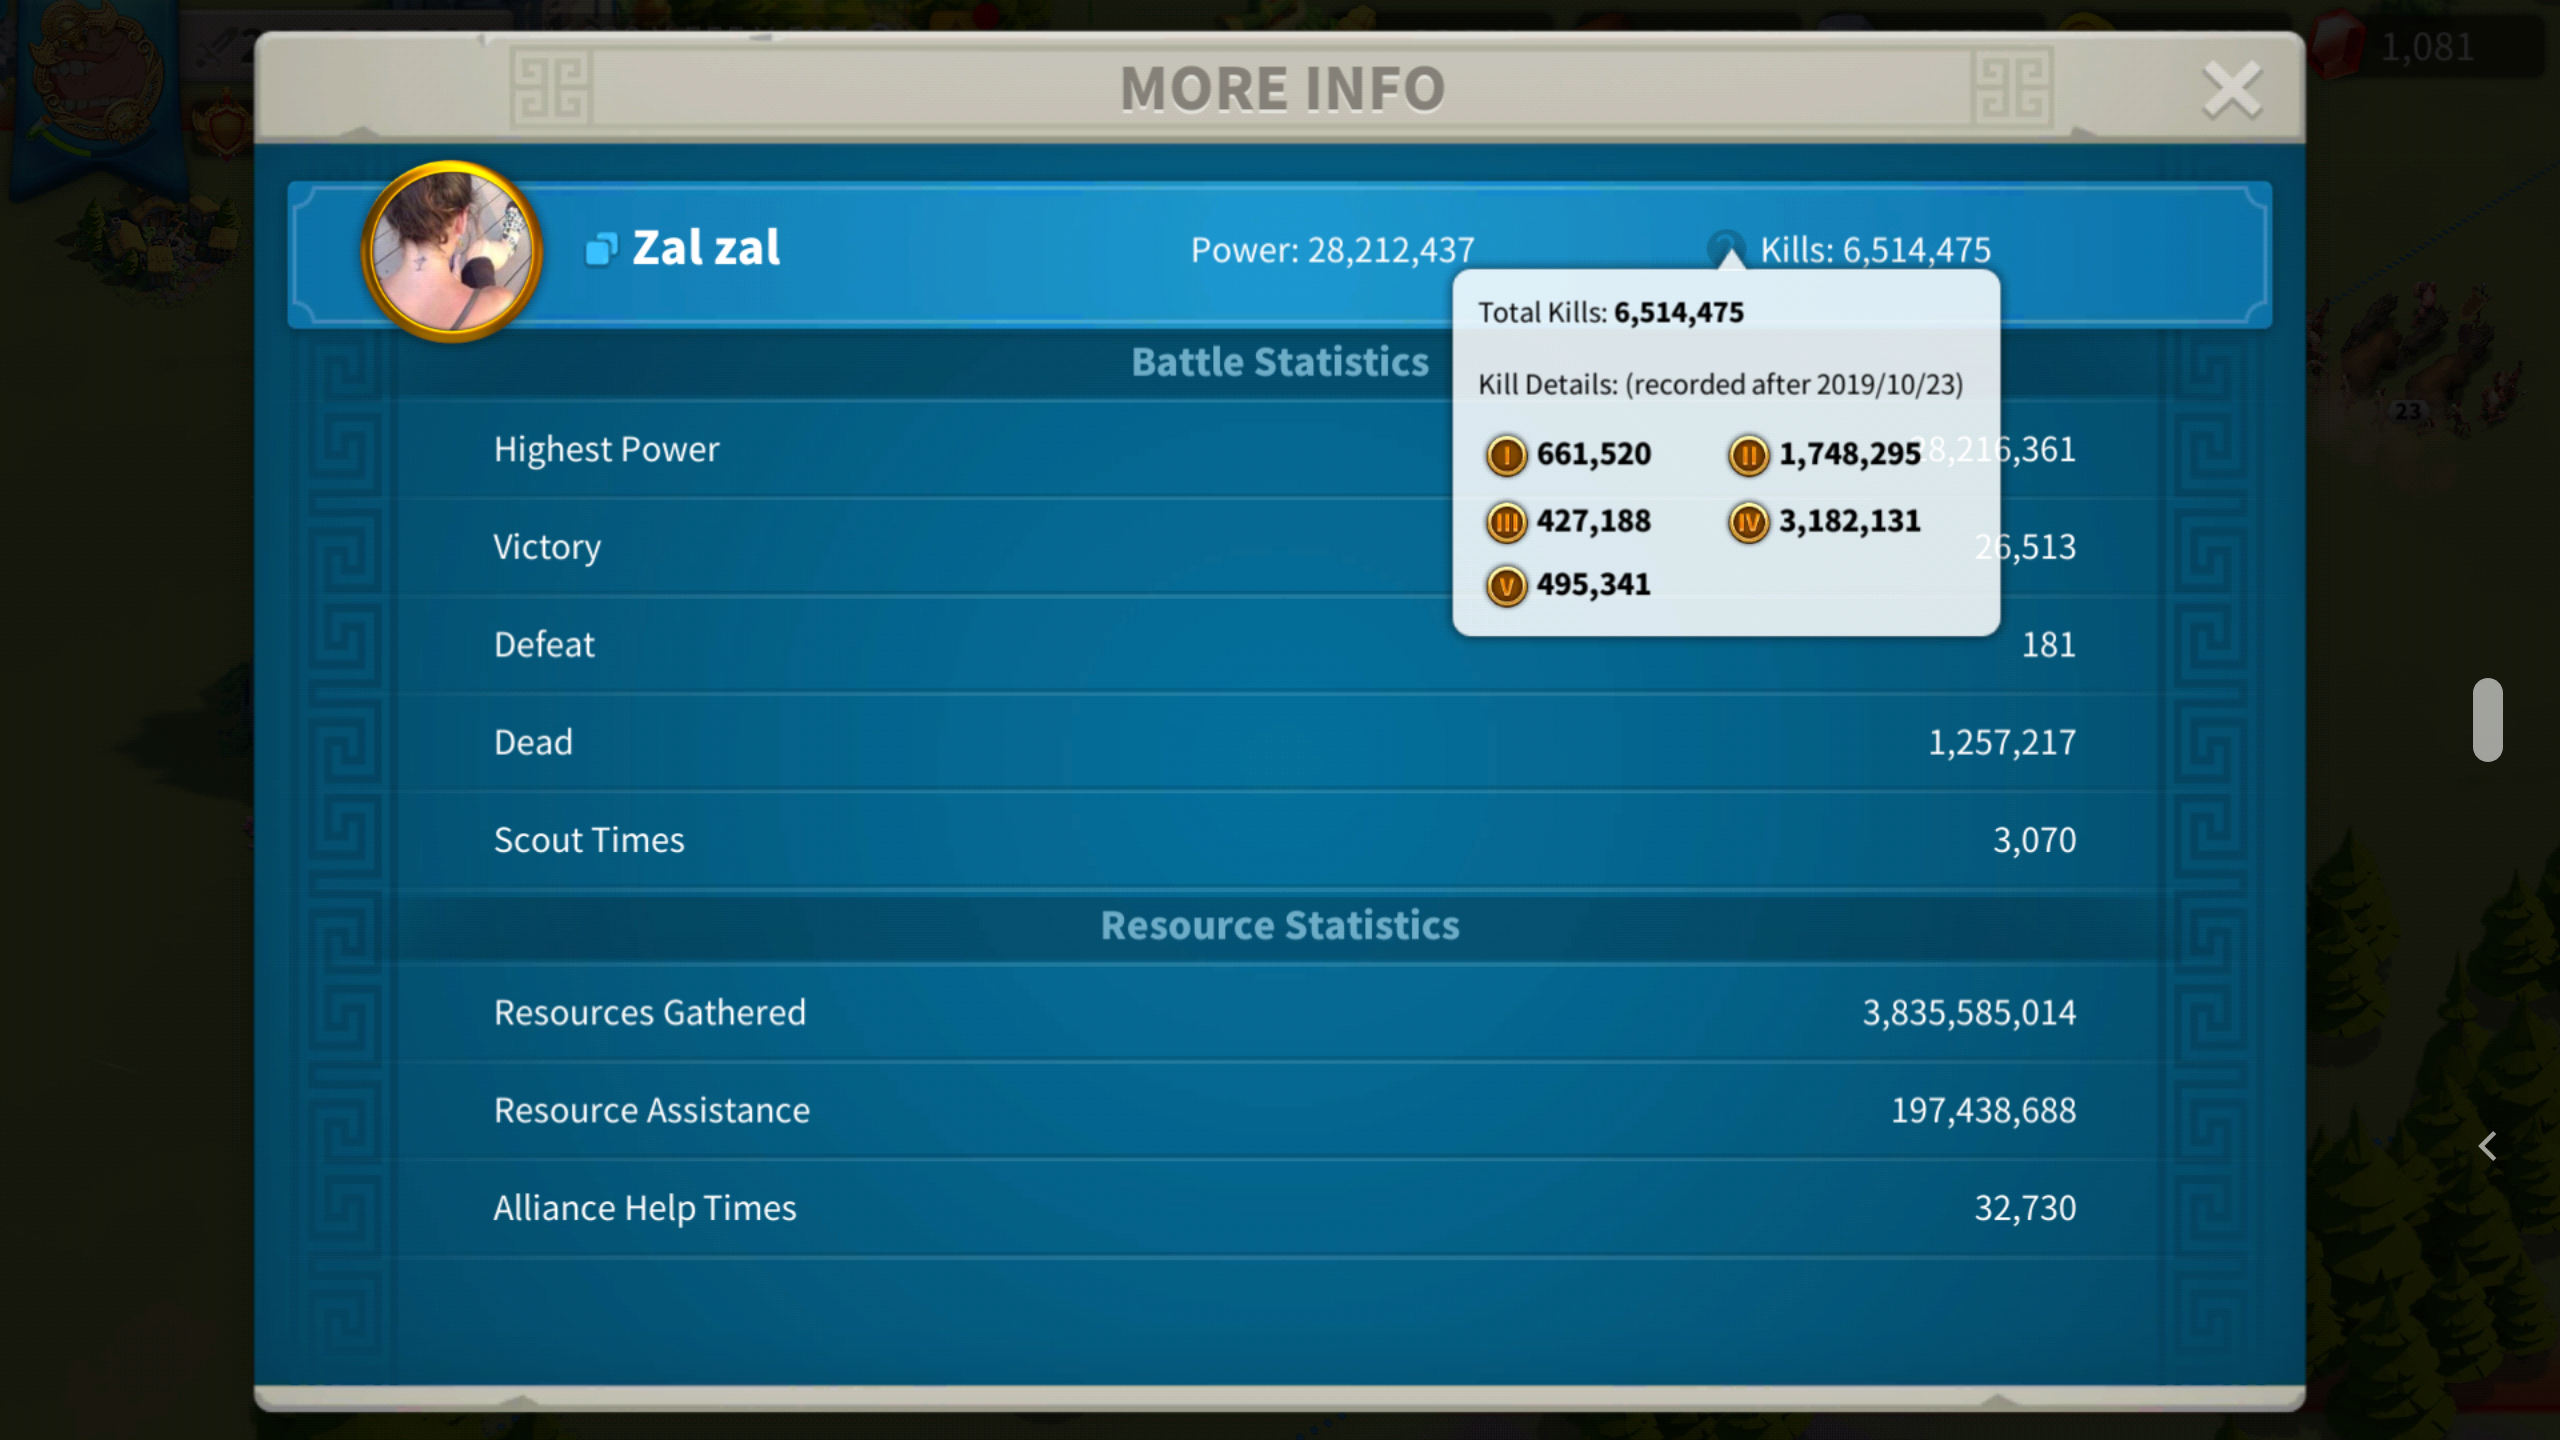 1,081
MORE INFO
Zal zal
Power: 28,212,437
? Kills: 6,514,475
Total Kills: 6,514,475
Kill Details: (recorded after 2019/10/23)
I 661,520
II 1,748,295
III 427,188
IV 3,182,131
V 495,341
Battle Statistics
Highest Power 28,216,361
Victory 26,513
Defeat 181
Dead 1,257,217
Scout Times 3,070
Resource Statistics
Resources Gathered 3,835,585,014
Resource Assistance 197,438,688
Alliance Help Times 32,730
23